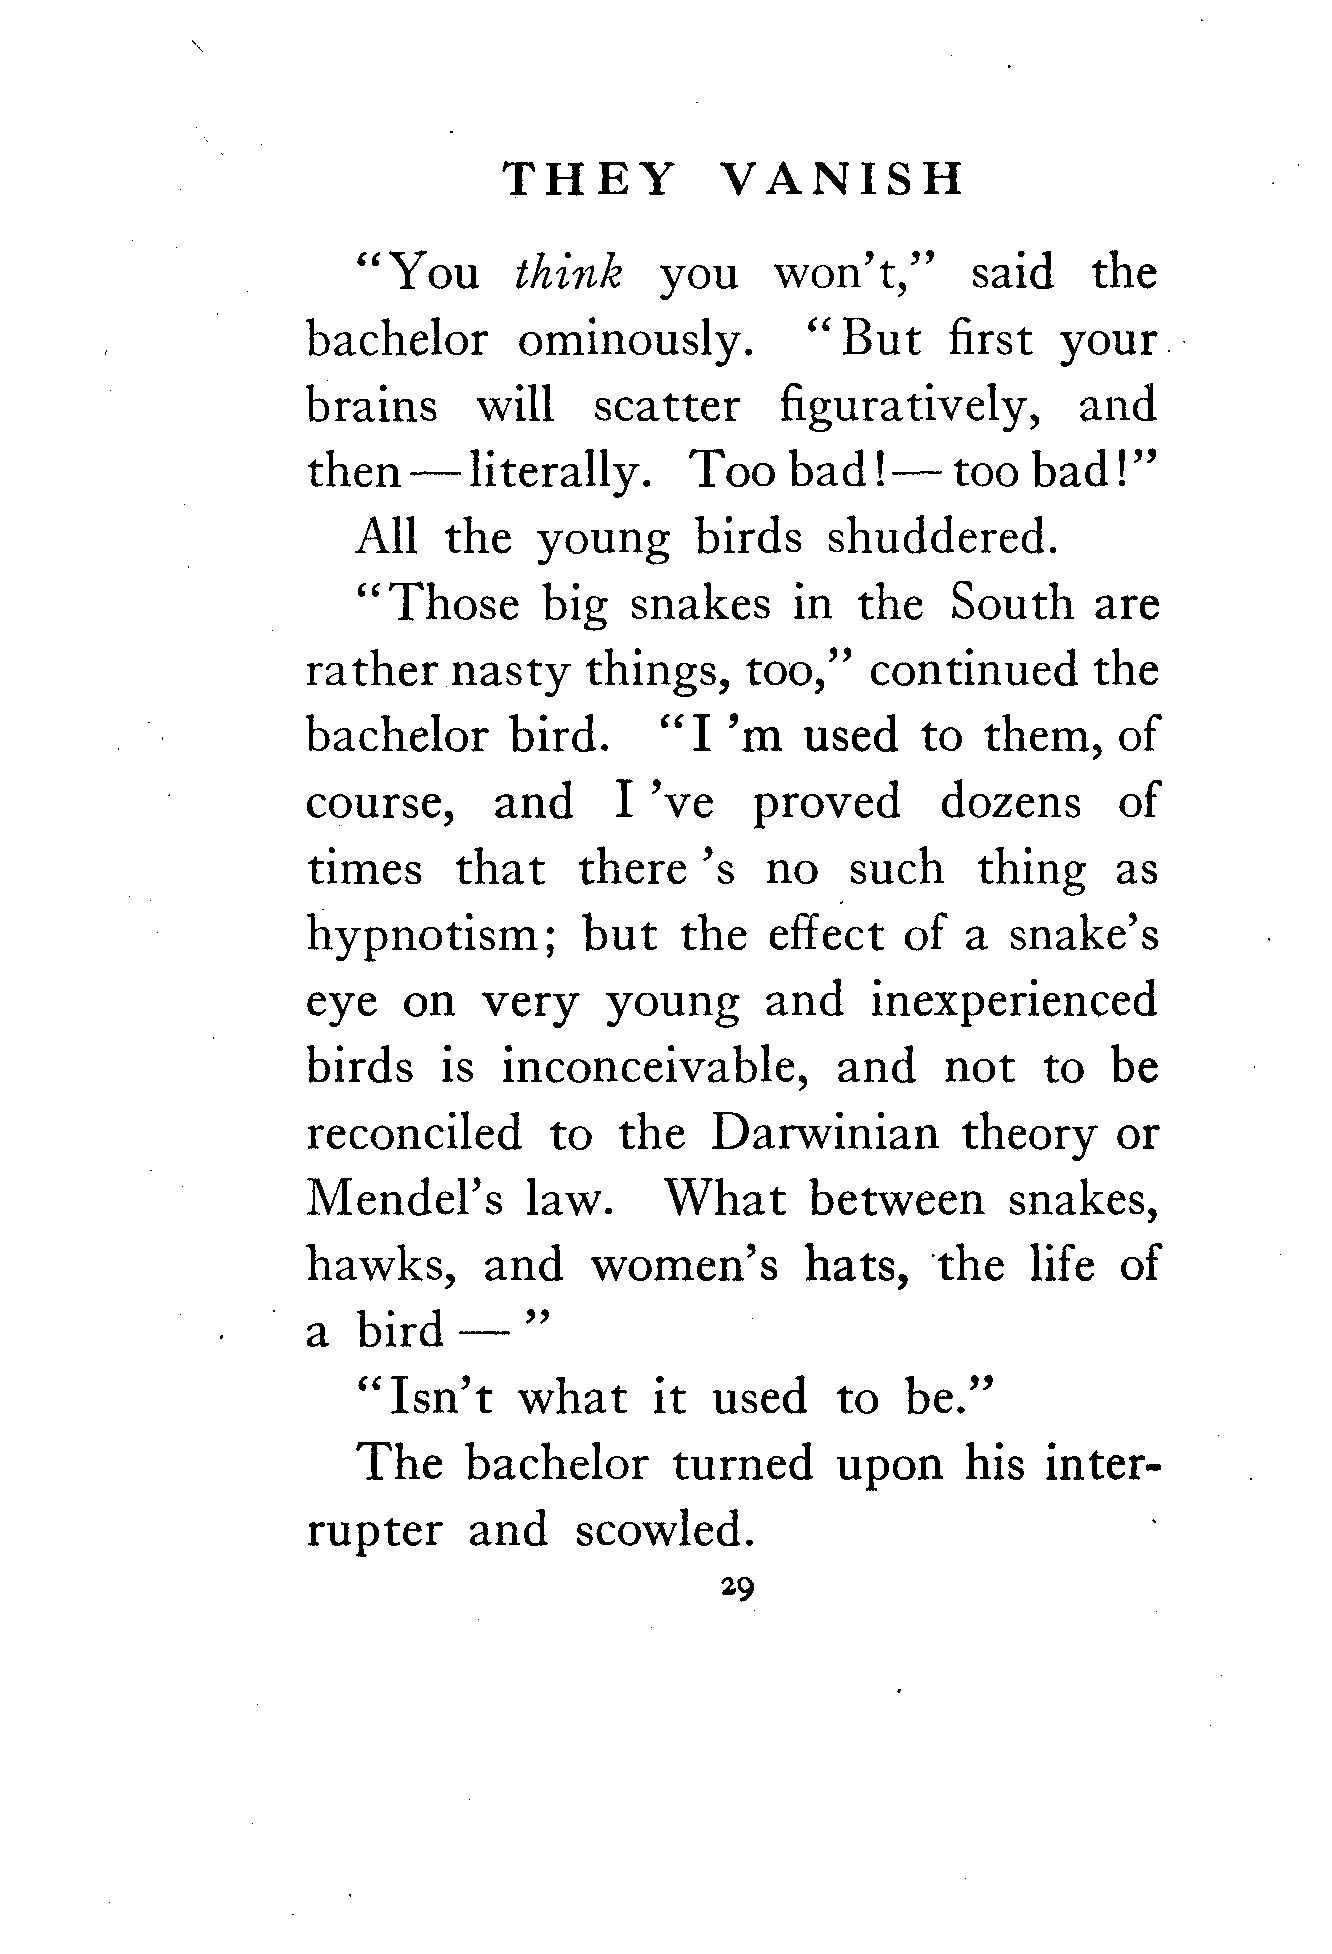 THEY VANISH
“You think you won’t,” said the
bachelor ominously. “But first your
brains will scatter figuratively, and
then—literally. Too bad!—too bad!”
All the young birds shuddered.
“Those big snakes in the South are
rather nasty things, too,” continued the
bachelor bird. “I ’m used to them, of
course, and I ’ve proved dozens of
times that there ’s no such thing as
hypnotism; but the effect of a snake’s
eye on very young and inexperienced
birds is inconceivable, and not to be
reconciled to the Darwinian theory or
Mendel’s law. What between snakes,
hawks, and women’s hats, the life of
a bird—”
“Isn’t what it used to be.”
The bachelor turned upon his inter-
rupter and scowled.
29